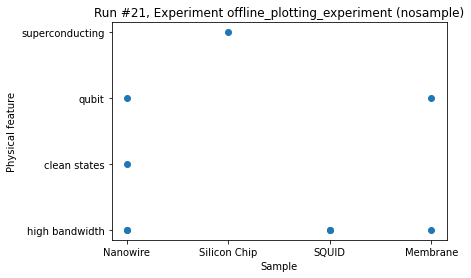 Run #21, Experiment offline_plotting_experiment (nosample)
superconducting
qubit
clean states
high bandwidth
Physical feature
Nanowire
Silicon Chip
SQUID
Membrane
Sample